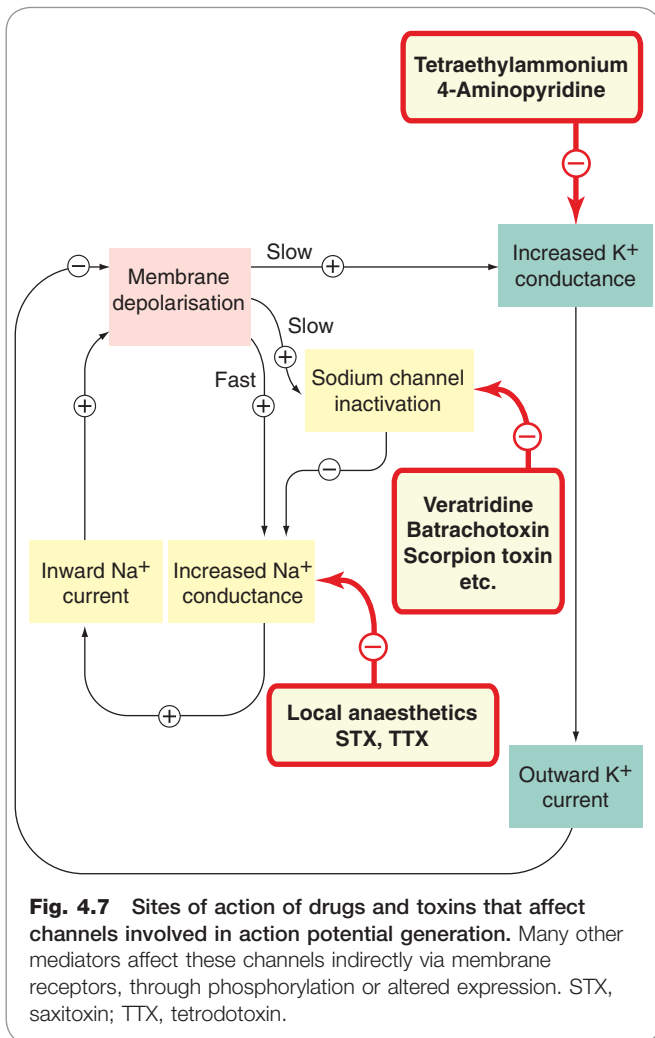 Tetraethylammonium
4-Aminopyridine
−
−
Slow
+
Increased K+
conductance
Membrane
depolarisation
Slow
+
Fast
+
+
Sodium channel
inactivation
−
−
Veratridine
Batrachotoxin
Scorpion toxin
etc.
Inward Na+
current
Increased Na+
conductance
−
+
Local anaesthetics
STX, TTX
Outward K+
current
Fig. 4.7 Sites of action of drugs and toxins that affect
channels involved in action potential generation. Many other
mediators affect these channels indirectly via membrane
receptors, through phosphorylation or altered expression. STX,
saxitoxin; TTX, tetrodotoxin.